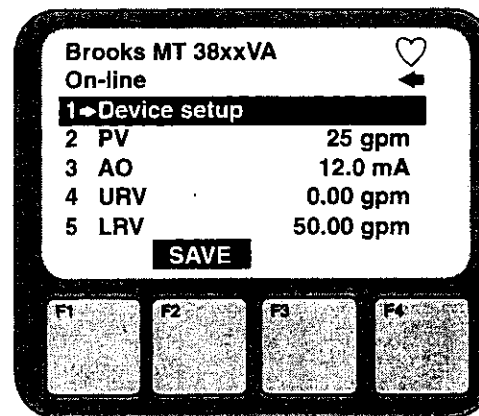 Brooks MT 38xxVA
On-line
1➔Device setup
2 PV 25 gpm
3 AO 12.0 mA
4 URV 0.00 gpm
5 LRV 50.00 gpm
SAVE
F1 F2 F3 F4